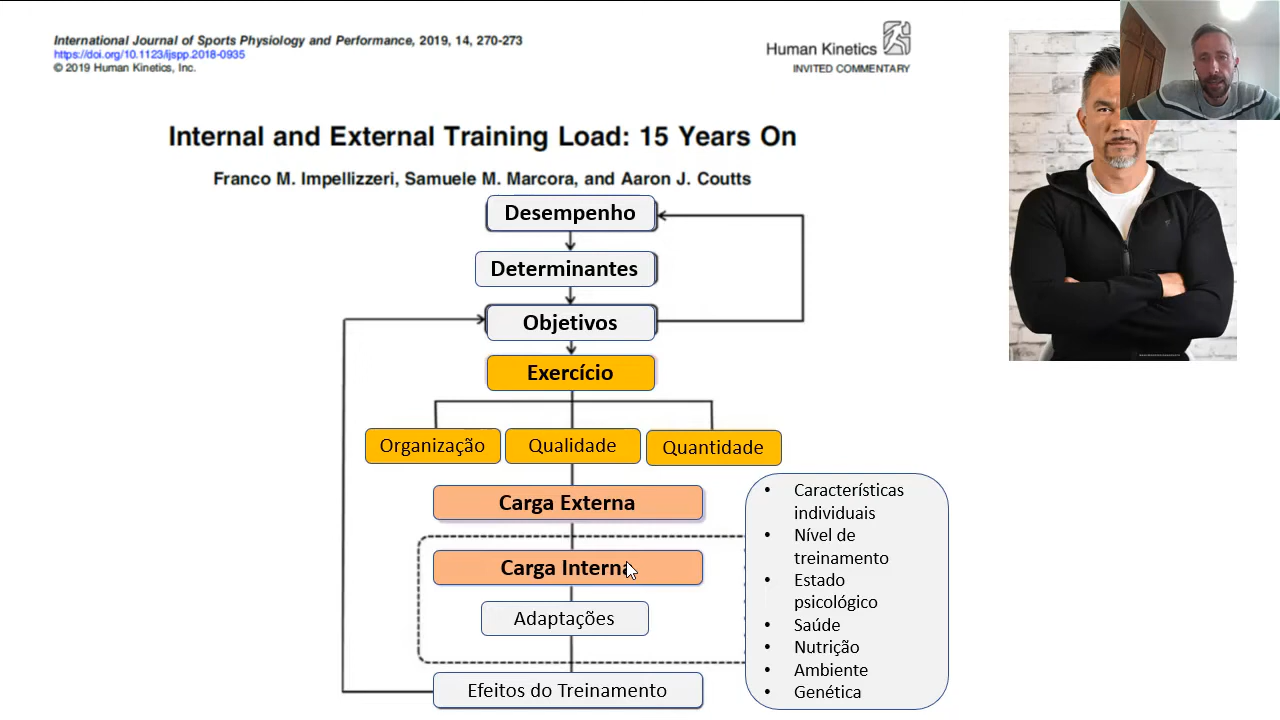 International Journal of Sports Physiology and Performance, 2019, 14, 270-273
https://doi.org/10.1123/ijspp.2018-0935
© 2019 Human Kinetics, Inc.
Human Kinetics
INVITED COMMENTARY
Internal and External Training Load: 15 Years On
Franco M. Impellizzeri, Samuele M. Marcora, and Aaron J. Coutts
Desempenho
Determinantes
Objetivos
Exercício
Organização
Qualidade
Quantidade
Carga Externa
Carga Interna
Adaptações
Efeitos do Treinamento
• Características
individuais
• Nível de
treinamento
• Estado
psicológico
• Saúde
• Nutrição
• Ambiente
• Genética